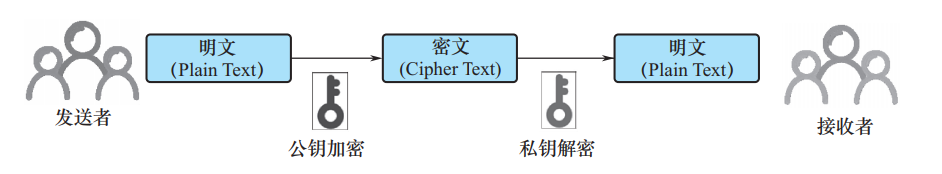 明文
(Plain Text)
密文
(Cipher Text)
明文
(Plain Text)
发送者
公钥加密
私钥解密
接收者